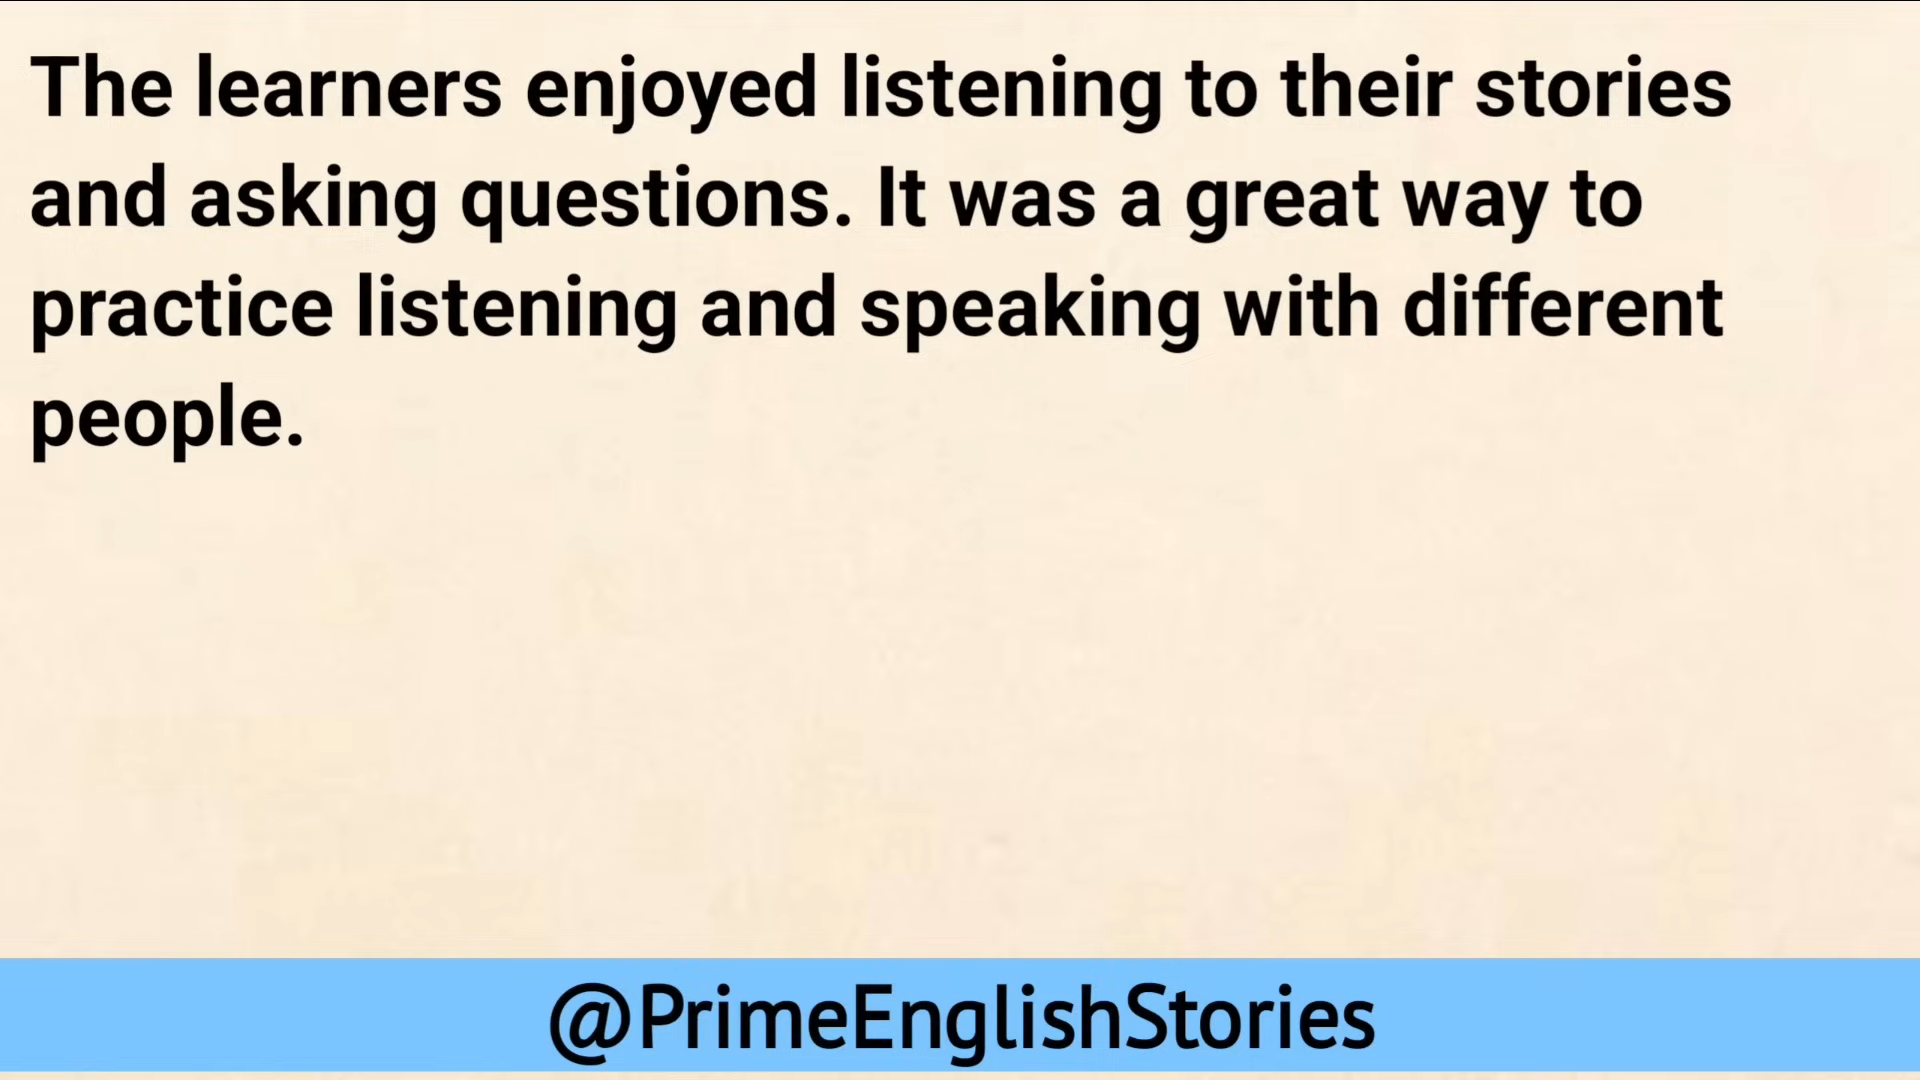 The learners enjoyed listening to their stories
and asking questions. It was a great way to
practice listening and speaking with different
people.
@PrimeEnglishStories